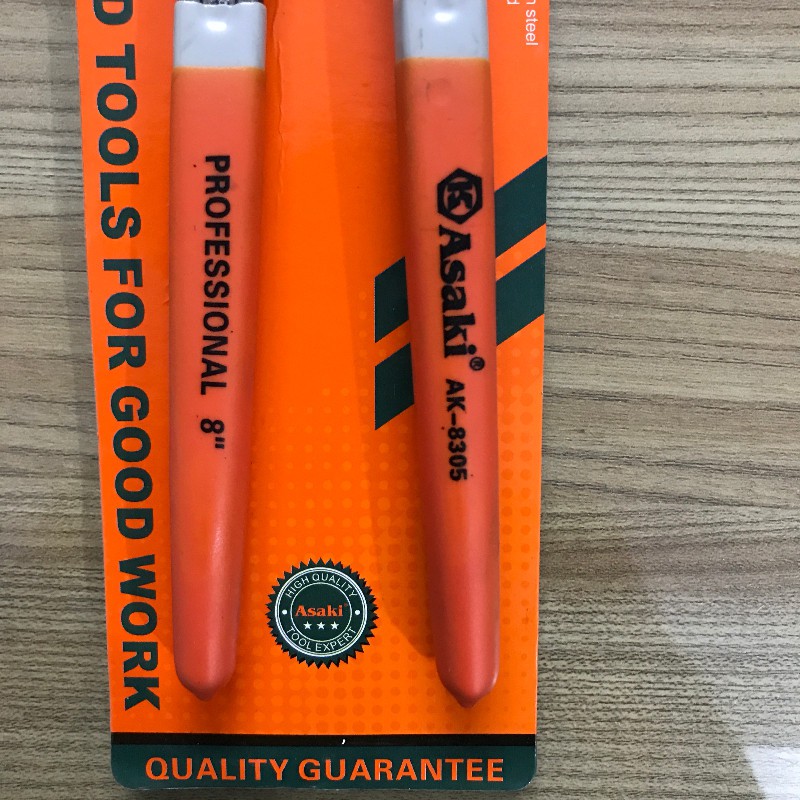 D TOOLS FOR GOOD WORK
PROFESSIONAL 8"
K Asaki® AK-8305
steel
HIGH QUALITY
Asaki
TOOL EXPERT
QUALITY GUARANTEE